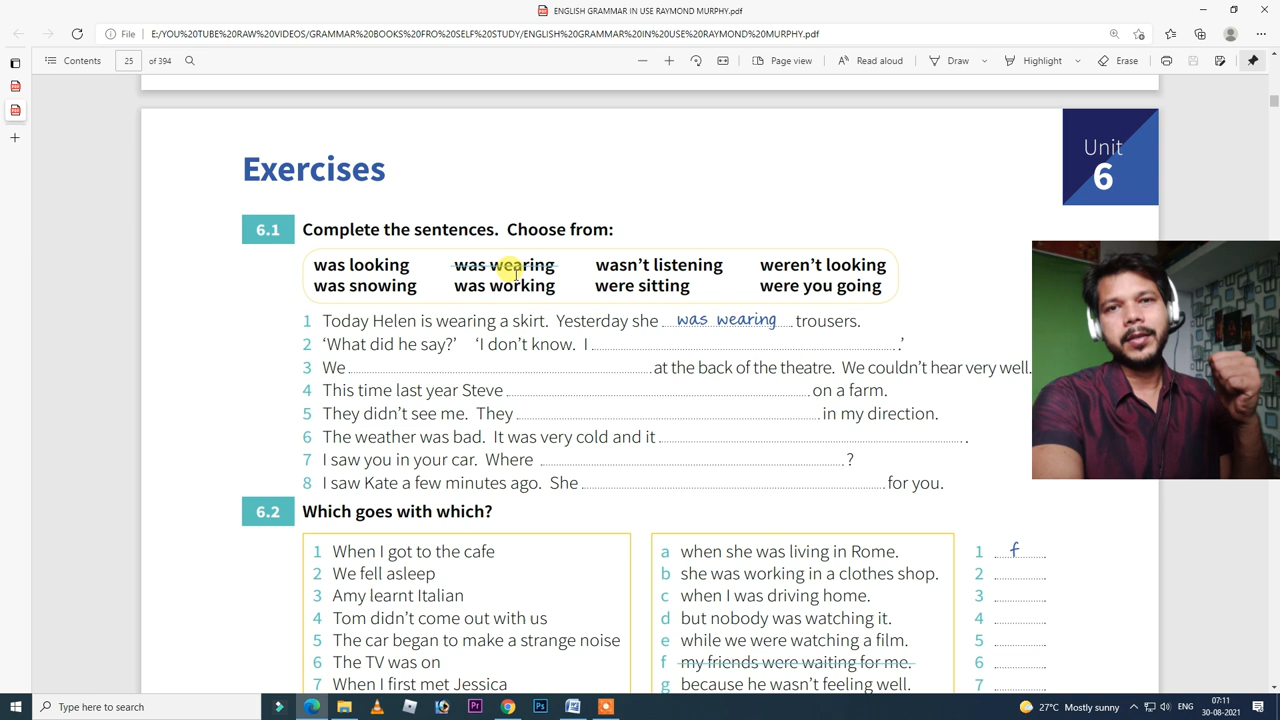 ENGLISH GRAMMAR IN USE RAYMOND MURPHY.pdf
File E:/YOU%20TUBE%20RAW%20VIDEOS/GRAMMAR%20BOOKS%20FRO%20SELF%20STUDY/ENGLISH%20GRAMMAR%20IN%20USE%20RAYMOND%20MURPHY.pdf
Contents 25 of 394 Page view Read aloud Draw Highlight Erase
Exercises
Unit
6
6.1 Complete the sentences. Choose from:
was looking was wearing wasn’t listening weren’t looking
was snowing was working were sitting were you going
1 Today Helen is wearing a skirt. Yesterday she was wearing trousers.
2 ‘What did he say?’ ‘I don’t know. I .’
3 We at the back of the theatre. We couldn’t hear very well.
4 This time last year Steve on a farm.
5 They didn’t see me. They in my direction.
6 The weather was bad. It was very cold and it .
7 I saw you in your car. Where ?
8 I saw Kate a few minutes ago. She for you.
6.2 Which goes with which?
1 When I got to the cafe a when she was living in Rome. 1 f
2 We fell asleep b she was working in a clothes shop. 2
3 Amy learnt Italian c when I was driving home. 3
4 Tom didn’t come out with us d but nobody was watching it. 4
5 The car began to make a strange noise e while we were watching a film. 5
6 The TV was on f my friends were waiting for me. 6
7 When I first met Jessica g because he wasn’t feeling well. 7
Type here to search 27°C Mostly sunny ENG 07:11
30-08-2021